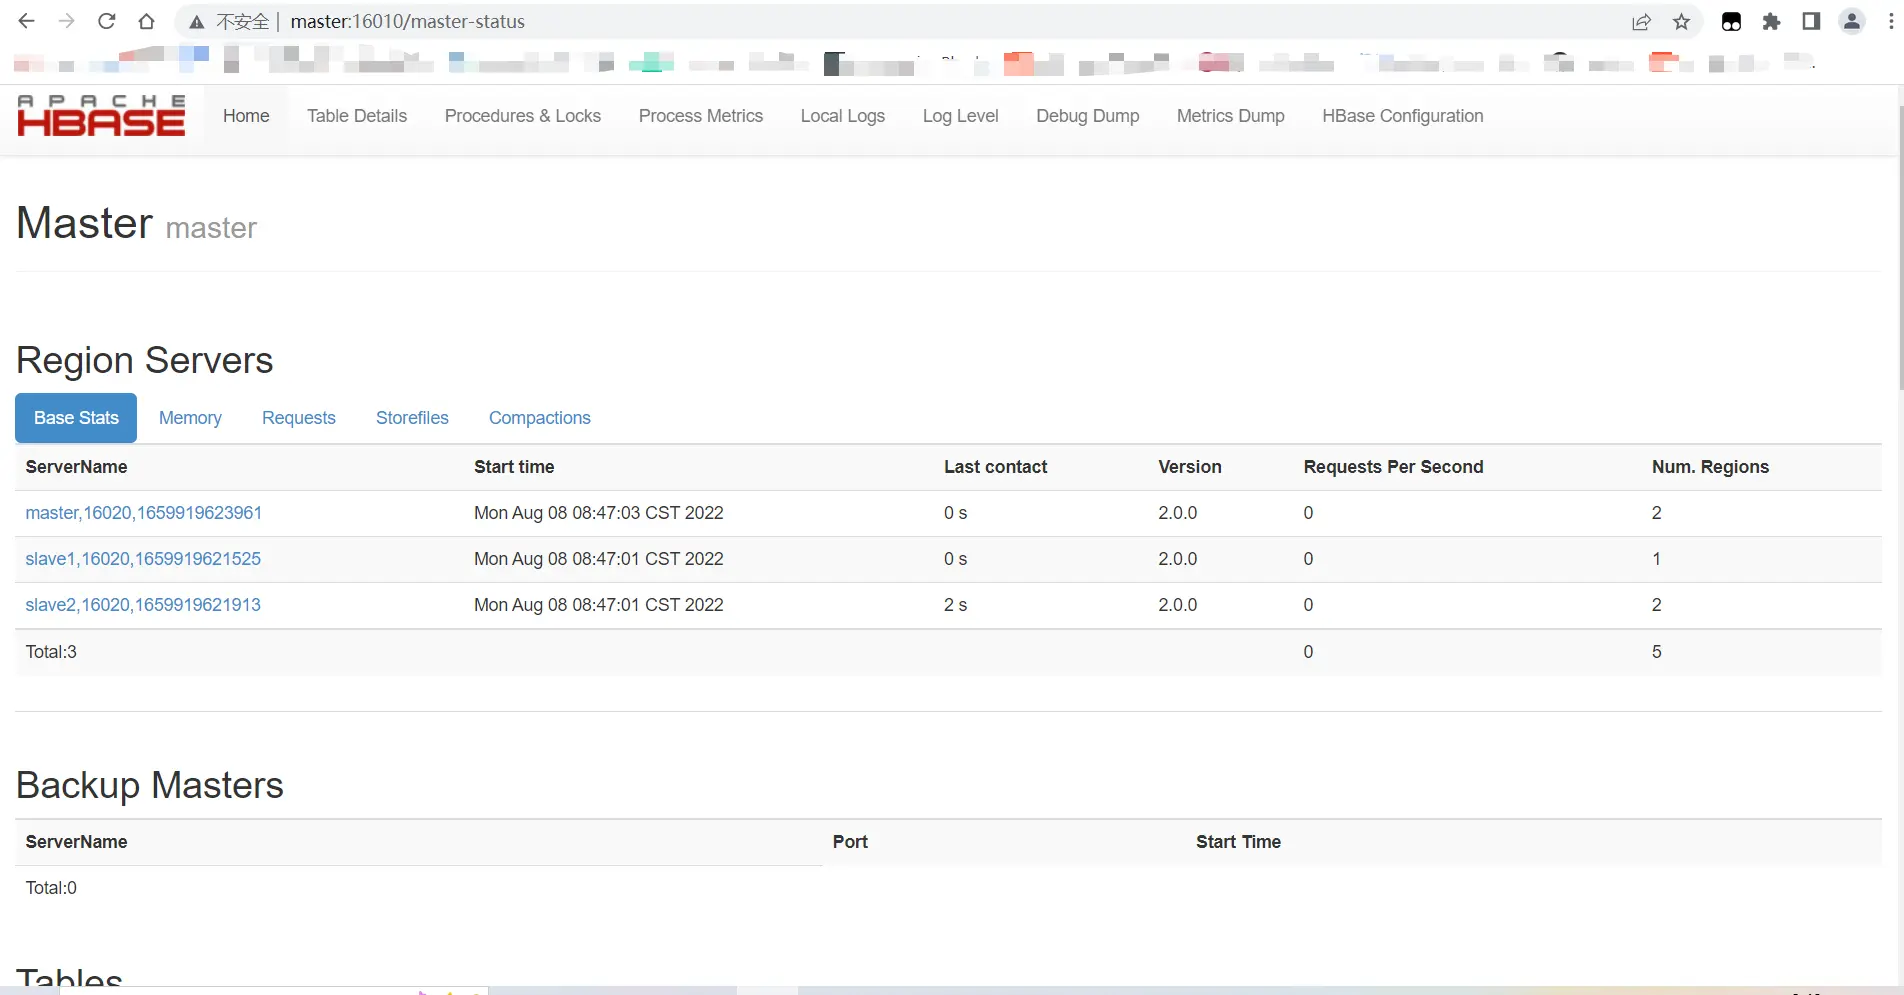 不安全 | master:16010/master-status
APACHE
HBASE
Home Table Details Procedures & Locks Process Metrics Local Logs Log Level Debug Dump Metrics Dump HBase Configuration
Master master
Region Servers
Base Stats Memory Requests Storefiles Compactions
ServerName Start time Last contact Version Requests Per Second Num. Regions
master,16020,1659919623961 Mon Aug 08 08:47:03 CST 2022 0 s 2.0.0 0 2
slave1,16020,1659919621525 Mon Aug 08 08:47:01 CST 2022 0 s 2.0.0 0 1
slave2,16020,1659919621913 Mon Aug 08 08:47:01 CST 2022 2 s 2.0.0 0 2
Total:3 0 5
Backup Masters
ServerName Port Start Time
Total:0
Tables